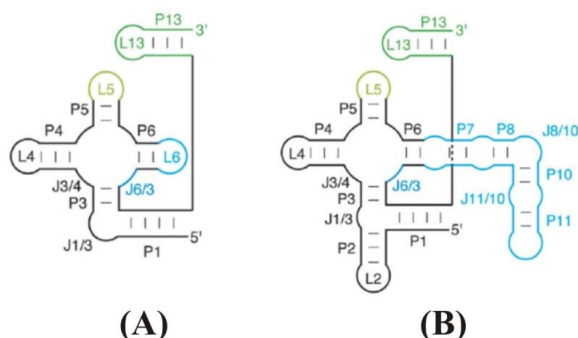 P13
3'
L13
L5
P5
P4
P6
L4
L6
J3/4
P3
J6/3
J1/3
P1
5'
(A)
P13
3'
L13
L5
P5
P4
P6
P7
P8
J8/10
L4
J3/4
J6/3
P10
P3
J11/10
J1/3
P11
P1
5'
P2
L2
(B)